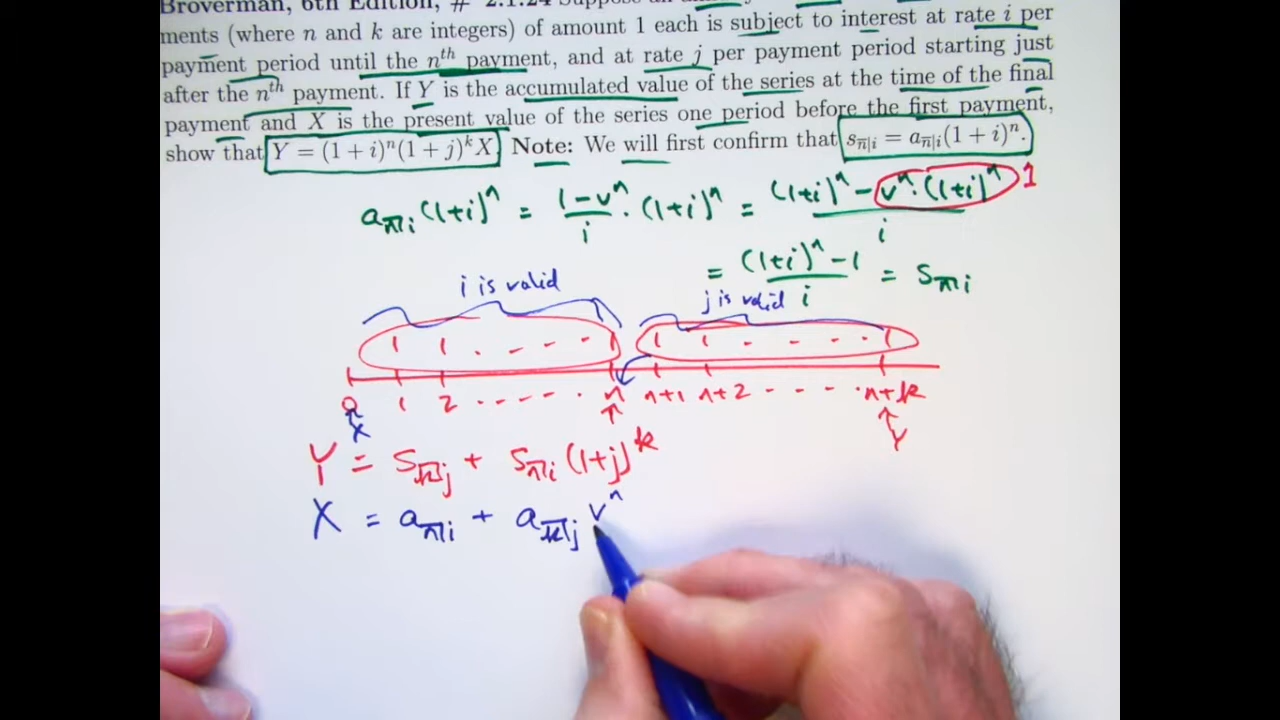 Broverman, 6th Edition, # 2.1.24 Suppose an
ments (where n and k are integers) of amount 1 each is subject to interest at rate i per
payment period until the nᵗʰ payment, and at rate j per payment period starting just
after the nᵗʰ payment. If Y is the accumulated value of the series at the time of the final
payment and X is the present value of the series one period before the first payment,
show that Y = (1 + i)ⁿ(1 + j)ᵏX. Note: We will first confirm that s_n̅|i = a_n̅|i(1 + i)ⁿ.
a_n̅|i (1+i)ⁿ = (1-vⁿ)/i · (1+i)ⁿ = ((1+i)ⁿ - vⁿ·(1+i)ⁿ)/i 1
= ((1+i)ⁿ-1)/i = s_n̅|i
i is valid j is valid
1 1 . - - - 1 1 1 - - - - . 1
0 1 2 - - - - - - n n+1 n+2 - - - - n+k
X Y
Y = s_k̅|j + s_n̅|i (1+j)ᵏ
X = a_n̅|i + a_k̅|j vⁿ